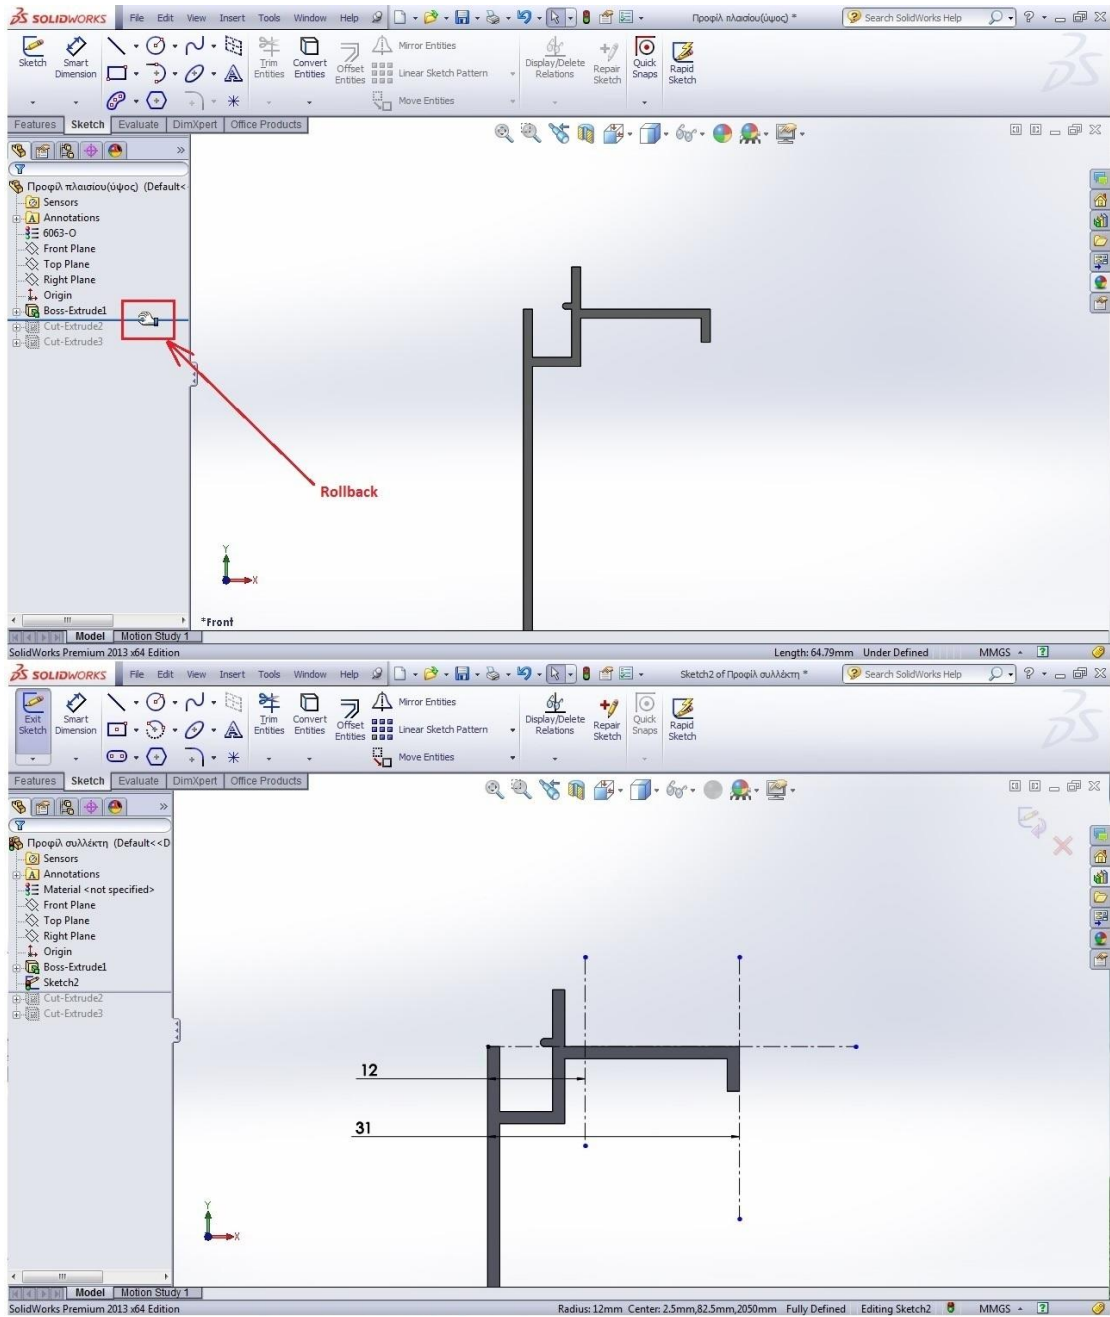 SOLIDWORKS File Edit View Insert Tools Window Help Προφίλ πλαισίου(ύψος) * Search SolidWorks Help
Sketch Smart Dimension Trim Entities Convert Entities Offset Entities Mirror Entities Linear Sketch Pattern Move Entities Display/Delete Relations Repair Sketch Quick Snaps Rapid Sketch
Features Sketch Evaluate DimXpert Office Products
Προφίλ πλαισίου(ύψος) (Default<
Sensors
Annotations
6063-O
Front Plane
Top Plane
Right Plane
Origin
Boss-Extrude1
Cut-Extrude2
Cut-Extrude3
Rollback
Y
X
*Front
Model Motion Study 1
SolidWorks Premium 2013 x64 Edition Length: 64.79mm Under Defined MMGS
SOLIDWORKS File Edit View Insert Tools Window Help Sketch2 of Προφίλ συλλέκτη * Search SolidWorks Help
Exit Sketch Smart Dimension Trim Entities Convert Entities Offset Entities Mirror Entities Linear Sketch Pattern Move Entities Display/Delete Relations Repair Sketch Quick Snaps Rapid Sketch
Features Sketch Evaluate DimXpert Office Products
Προφίλ συλλέκτη (Default<<D
Sensors
Annotations
Material <not specified>
Front Plane
Top Plane
Right Plane
Origin
Boss-Extrude1
Sketch2
Cut-Extrude2
Cut-Extrude3
12
31
Y
X
Model Motion Study 1
SolidWorks Premium 2013 x64 Edition Radius: 12mm Center: 2.5mm,82.5mm,2050mm Fully Defined Editing Sketch2 MMGS